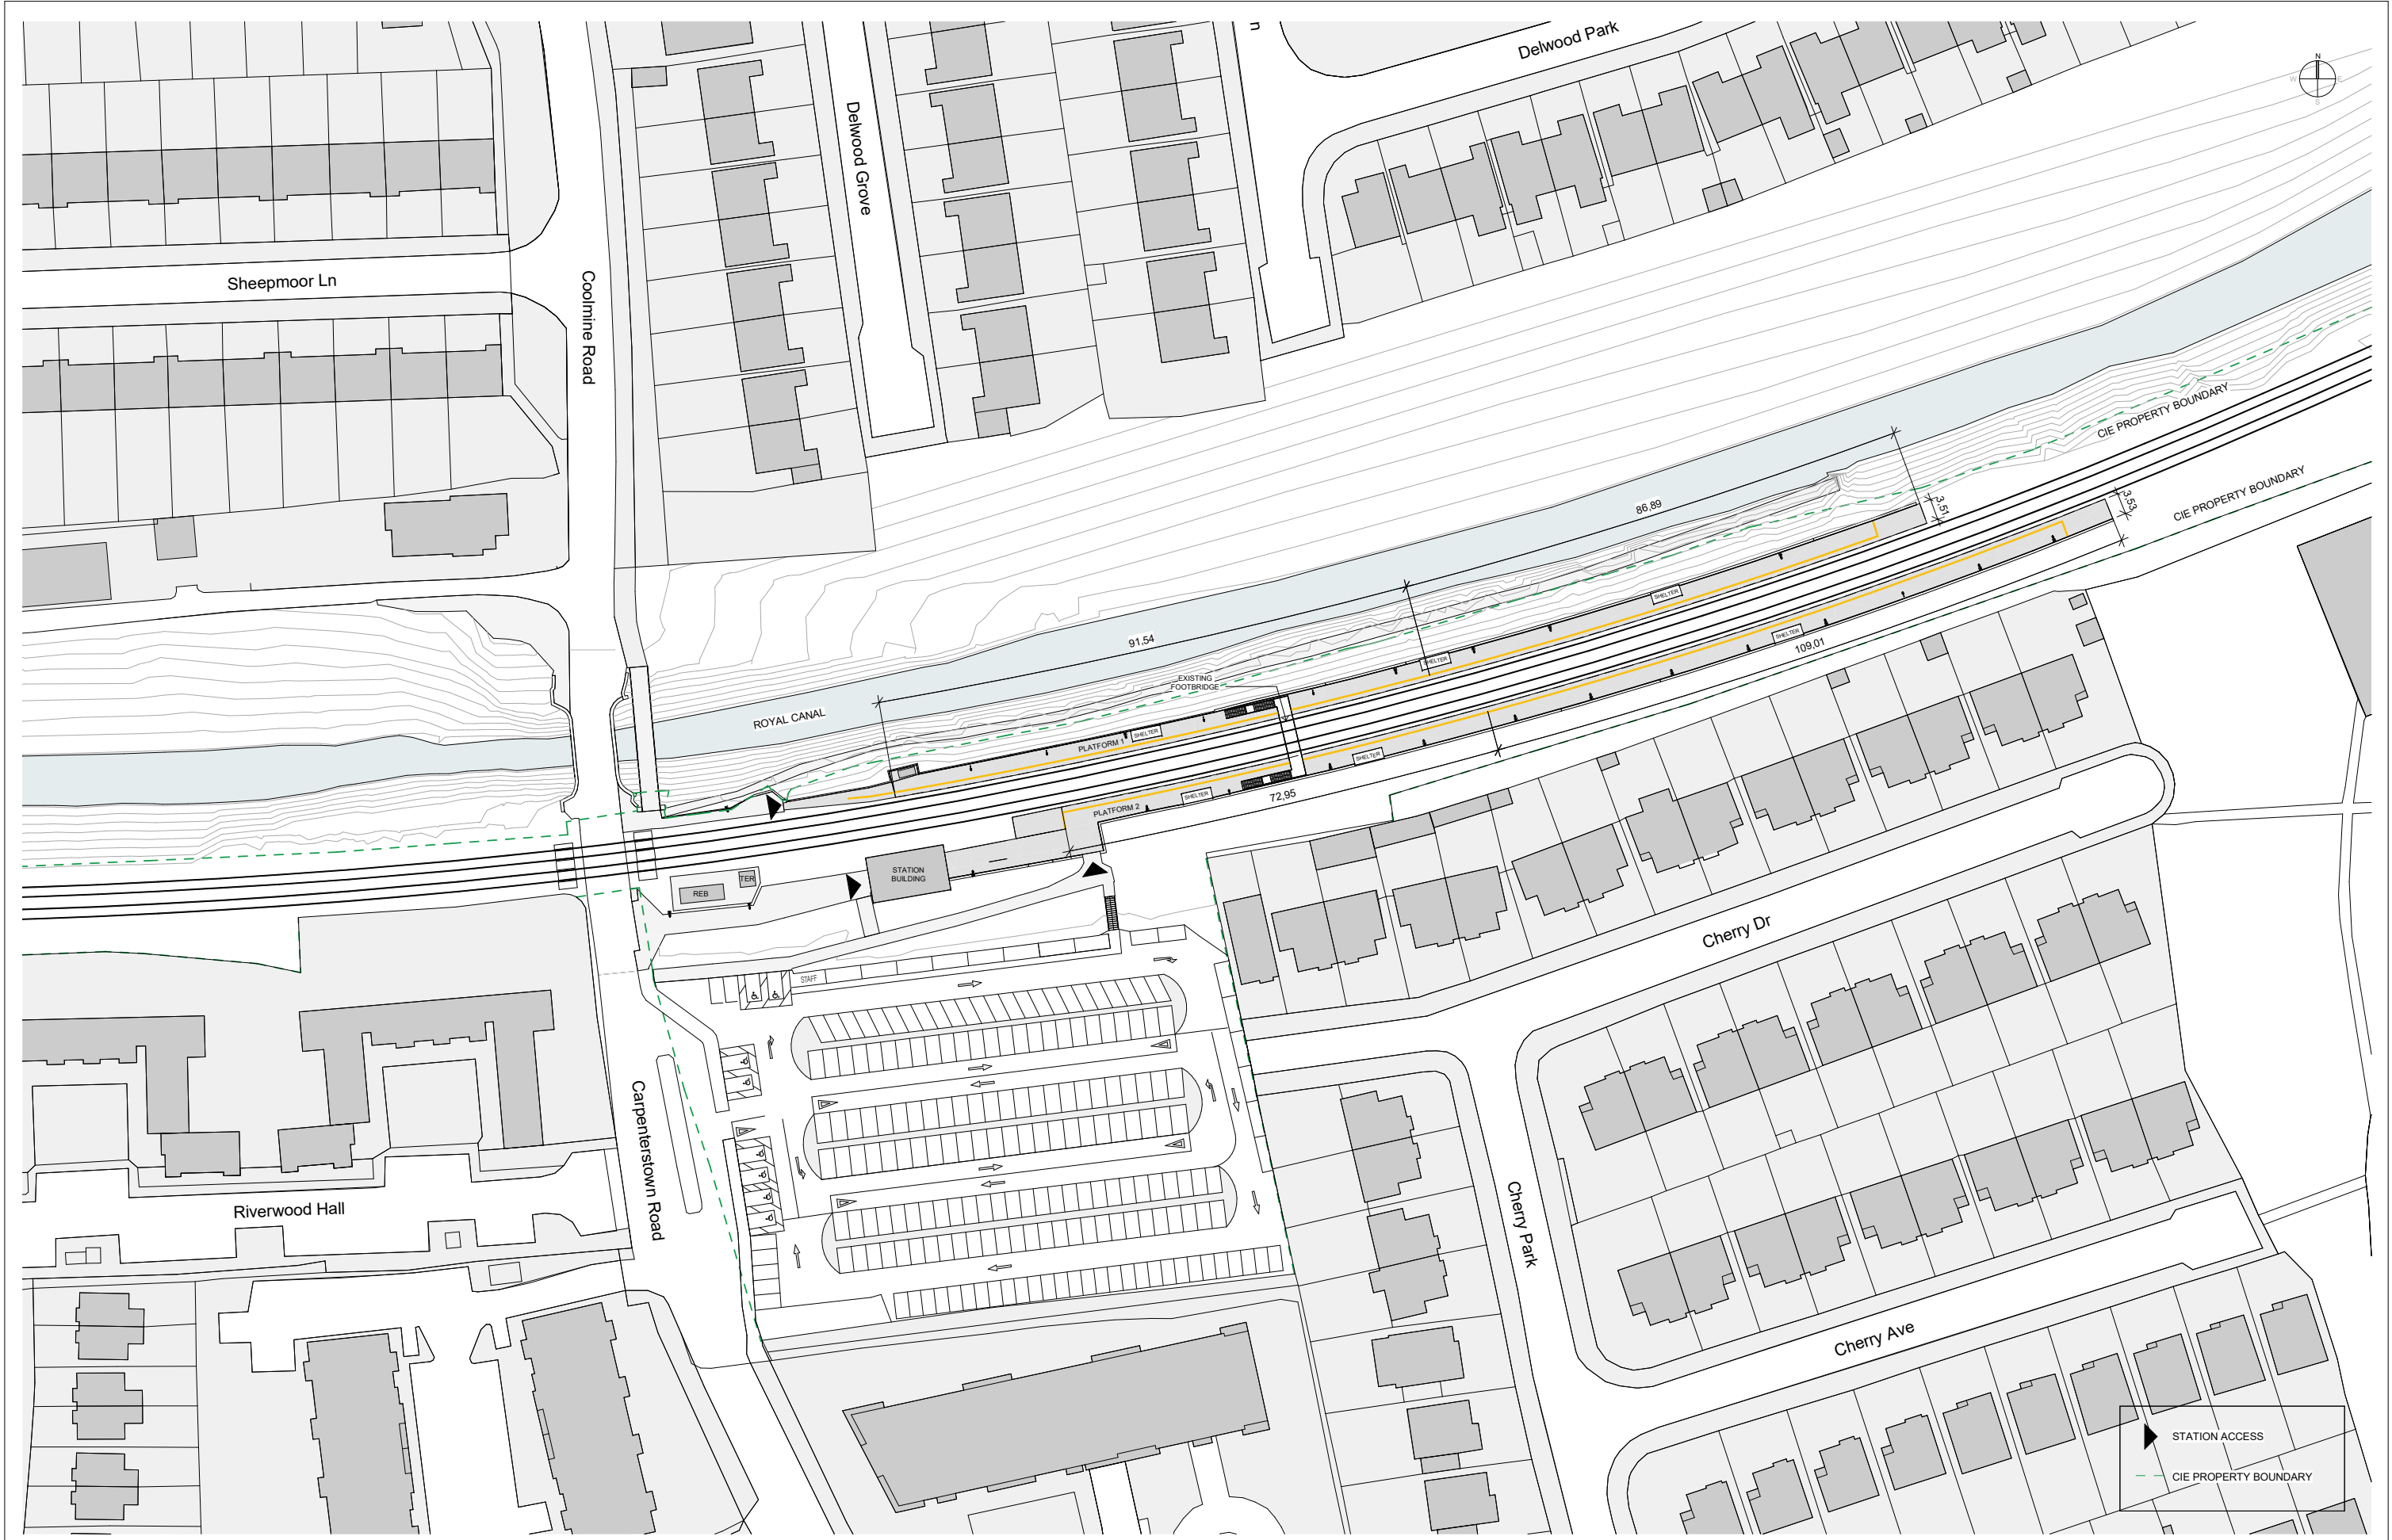 Delwood Park
n
N
W
E
S
Delwood Grove
Sheepmoor Ln
Coolmine Road
CIE PROPERTY BOUNDARY
CIE PROPERTY BOUNDARY
86,89
3,51
3,53
91,54
SHELTER
SHELTER
109,01
SHELTER
EXISTING
FOOTBRIDGE
ROYAL CANAL
PLATFORM 1
SHELTER
SHELTER
SHELTER
72,95
PLATFORM 2
STATION
BUILDING
TER
REB
STAFF
Cherry Dr
Carpenterstown Road
Riverwood Hall
Cherry Park
Cherry Ave
STATION ACCESS
CIE PROPERTY BOUNDARY